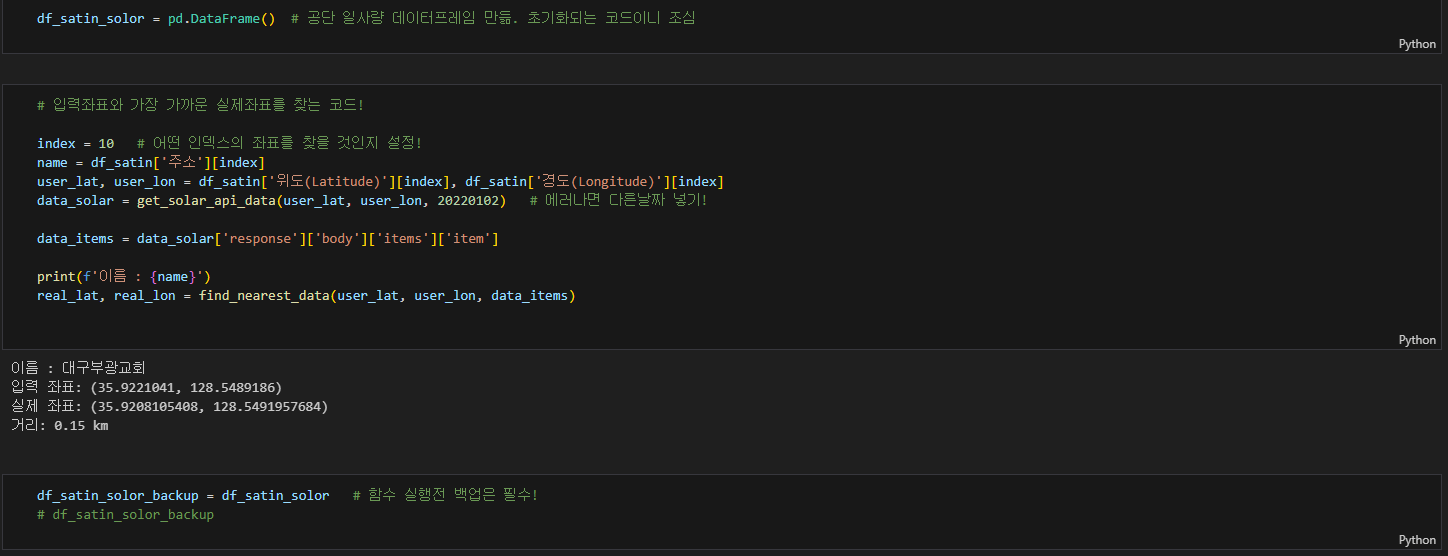 df_satin_solor = pd.DataFrame()  # 공단 일사량 데이터프레임 만듦. 초기화되는 코드이니 조심
Python
# 입력좌표와 가장 가까운 실제좌표를 찾는 코드!
index = 10   # 어떤 인덱스의 좌표를 찾을 것인지 설정!
name = df_satin['주소'][index]
user_lat, user_lon = df_satin['위도(Latitude)'][index], df_satin['경도(Longitude)'][index]
data_solar = get_solar_api_data(user_lat, user_lon, 20220102)   # 에러나면 다른날짜 넣기!
data_items = data_solar['response']['body']['items']['item']
print(f'이름 : {name}')
real_lat, real_lon = find_nearest_data(user_lat, user_lon, data_items)
Python
이름 : 대구부광교회
입력 좌표: (35.9221041, 128.5489186)
실제 좌표: (35.9208105408, 128.5491957684)
거리: 0.15 km
df_satin_solor_backup = df_satin_solor   # 함수 실행전 백업은 필수!
# df_satin_solor_backup
Python